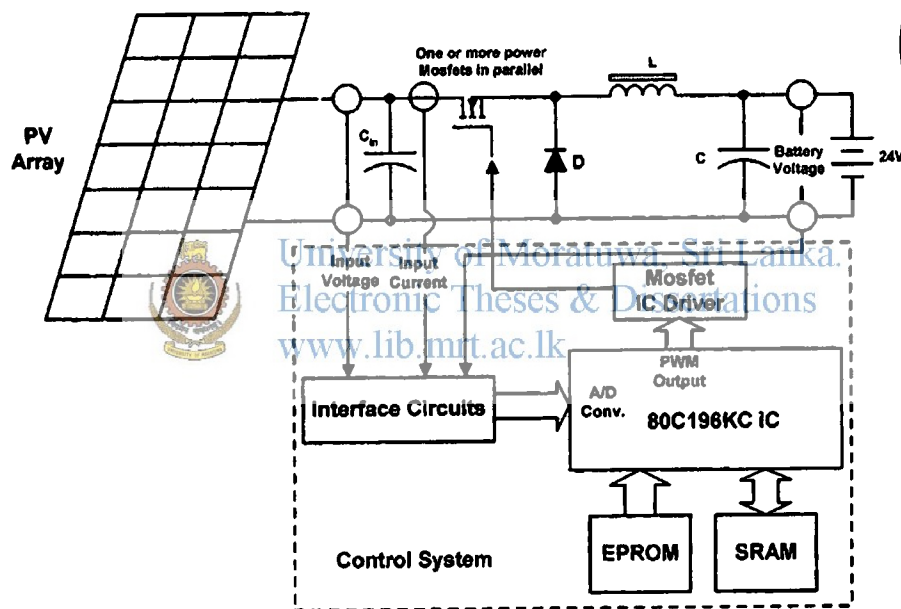 One or more power
Mosfets in parallel
L
PV
Array
Cin
D
C
Battery
Voltage
24V
University of Moratuwa, Sri Lanka.
Electronic Theses & Dissertations
www.lib.mrt.ac.lk
Input
Voltage
Input
Current
Mosfet
IC Driver
PWM
Output
Interface Circuits
A/D
Conv.
80C196KC IC
EPROM
SRAM
Control System